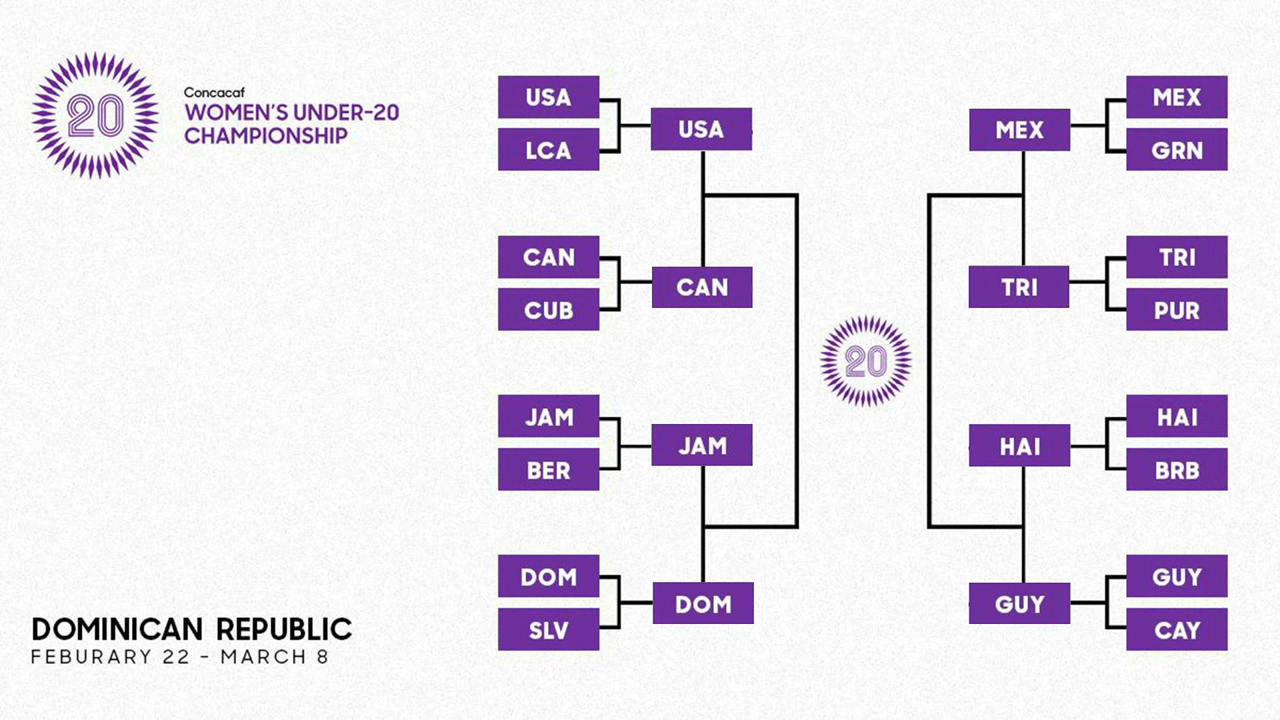 20
Concacaf
WOMEN'S UNDER-20
CHAMPIONSHIP
USA
LCA
USA
CAN
CUB
CAN
JAM
BER
JAM
DOM
SLV
DOM
20
MEX
MEX
GRN
TRI
TRI
PUR
HAI
HAI
BRB
GUY
GUY
CAY
DOMINICAN REPUBLIC
FEBURARY 22 - MARCH 8